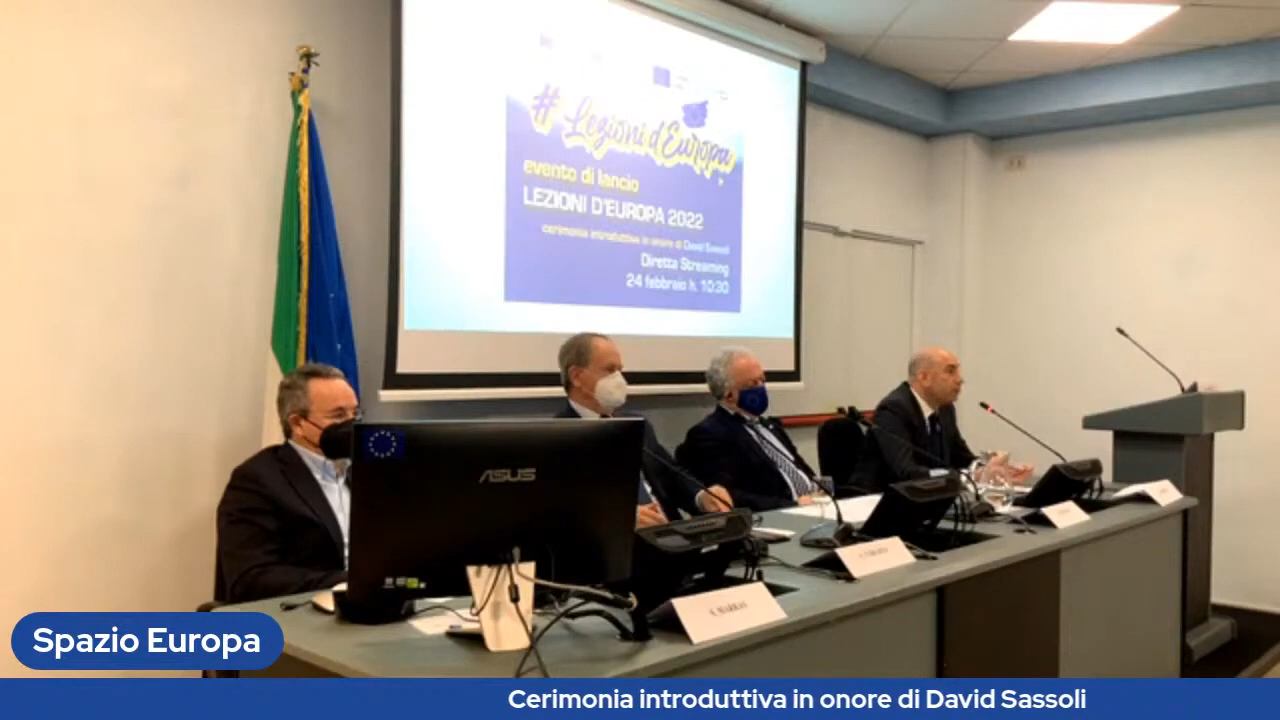 # Lezioni d'Europa
evento di lancio
LEZIONI D'EUROPA 2022
cerimonia introduttiva in onore di David Sassoli
Diretta Streaming
24 febbraio h. 10:30
ASUS
Spazio Europa
Cerimonia introduttiva in onore di David Sassoli